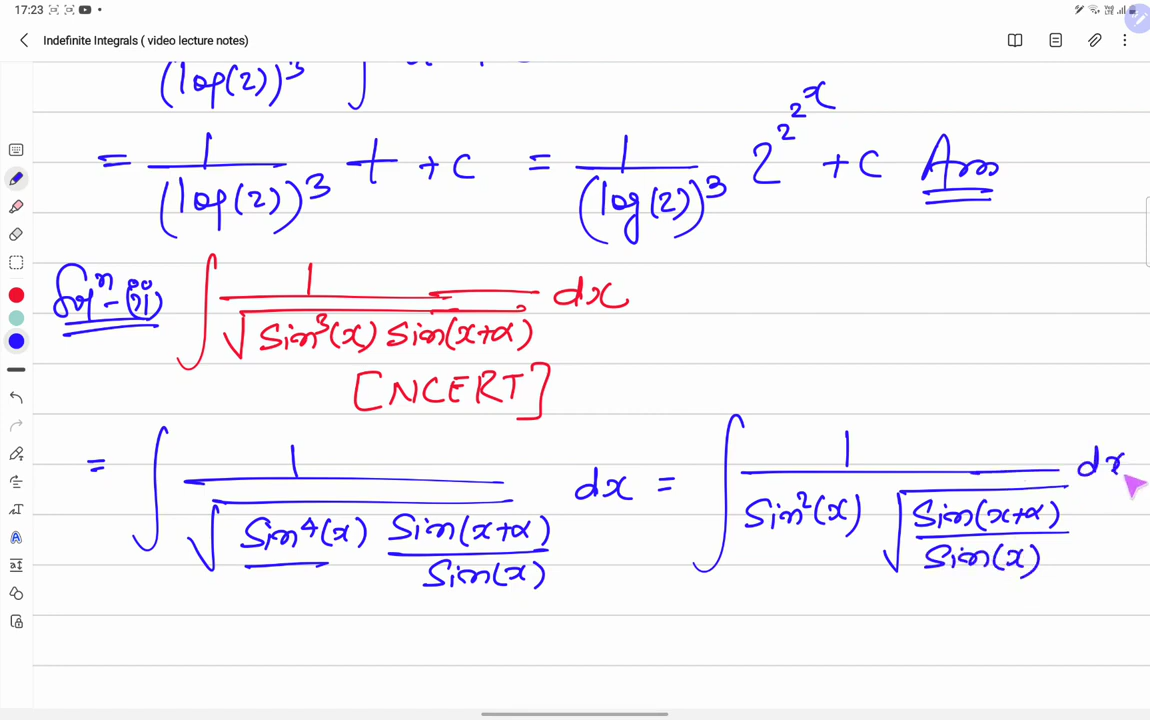 17:23
Indefinite Integrals ( video lecture notes)
(log(2))³ ∫
= 1/(log(2))³ t + c = 1/(log(2))³ 2^2^2^x + c Ans
Solⁿ - (21) ∫ 1/√(Sin³(x) Sin(x+α)) dx
[NCERT]
= ∫ 1/√(Sin⁴(x) Sin(x+α)/Sin(x)) dx = ∫ 1/(Sin²(x) √(Sin(x+α)/Sin(x))) dx